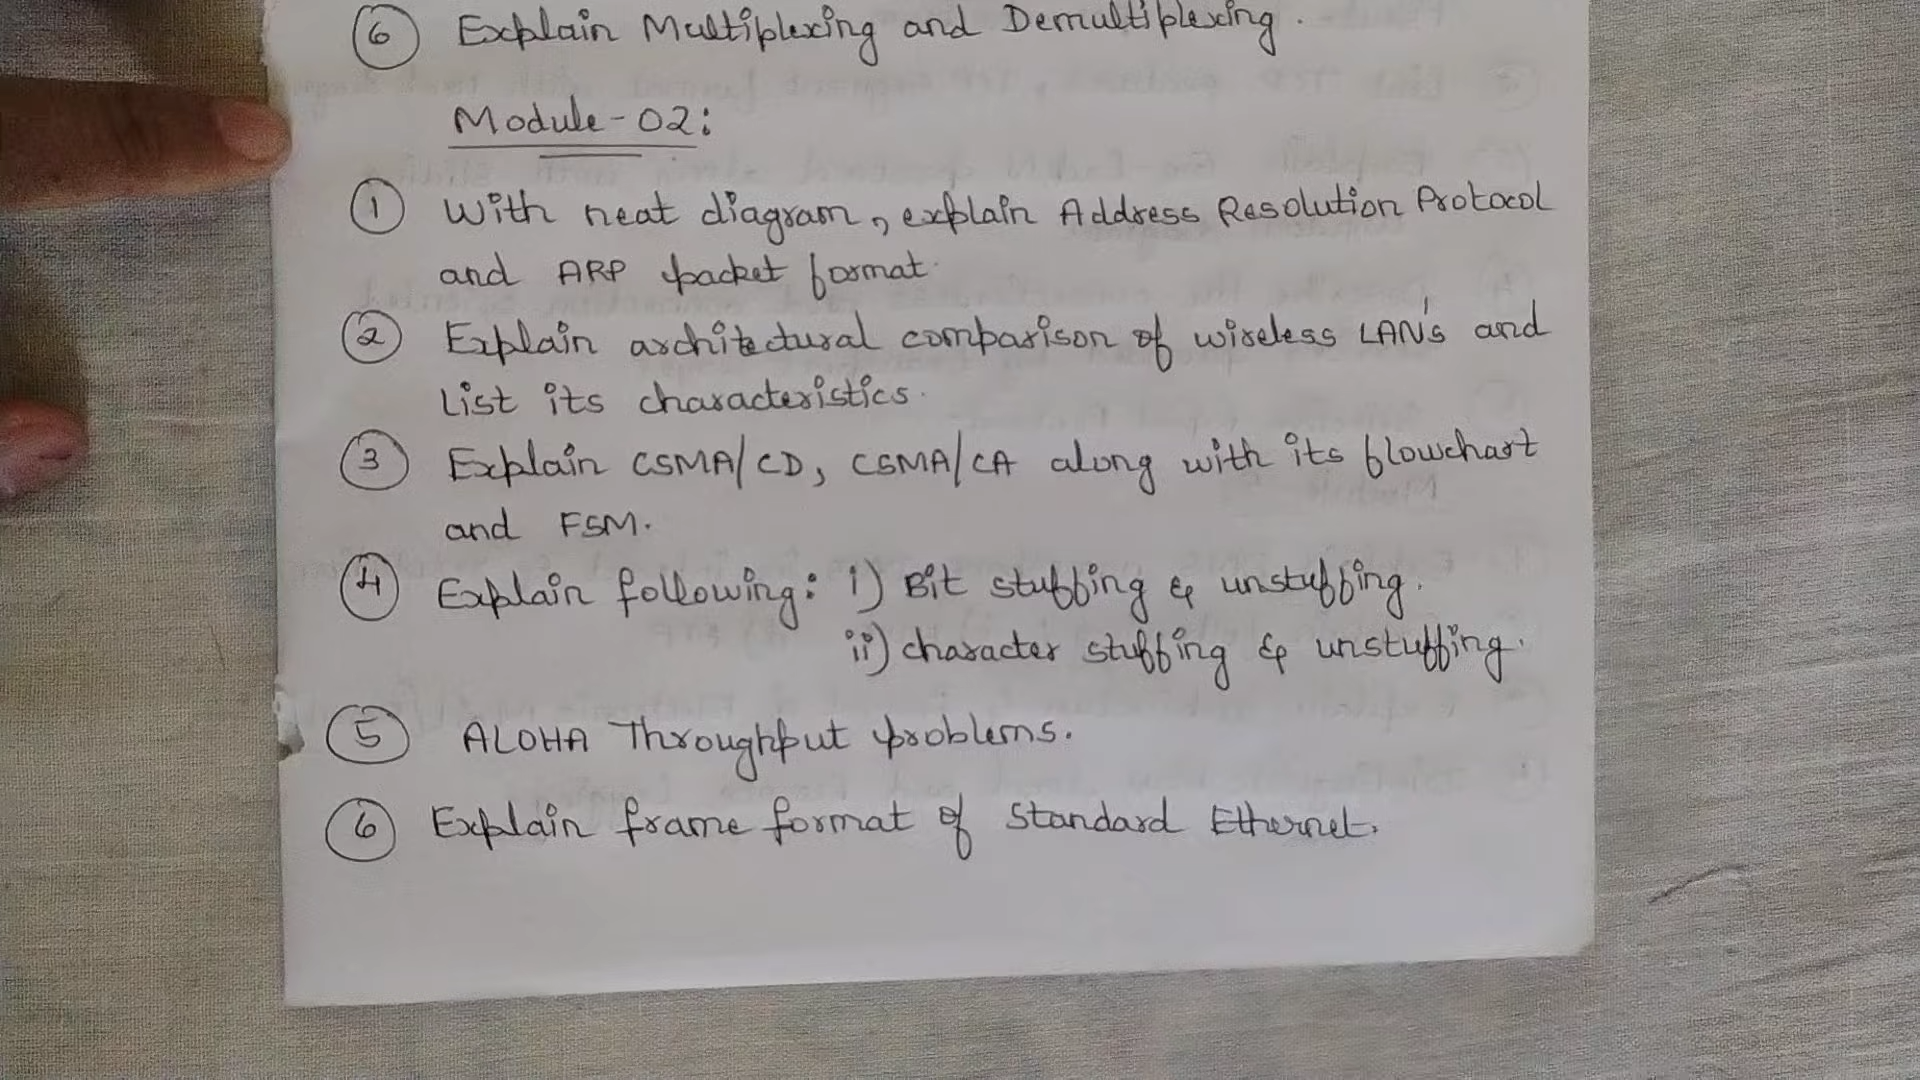 6 Explain Multiplexing and Demultiplexing.
Module-02:
1 With neat diagram, explain Address Resolution Protocol
and ARP packet format.
2 Explain architectural comparison of wireless LAN's and
List its characteristics.
3 Explain CSMA/CD, CSMA/CA along with its flowchart
and FSM.
4 Explain following: i) Bit stuffing & unstuffing.
ii) character stuffing & unstuffing.
5 ALOHA Throughput problems.
6 Explain frame format of Standard Ethernet.